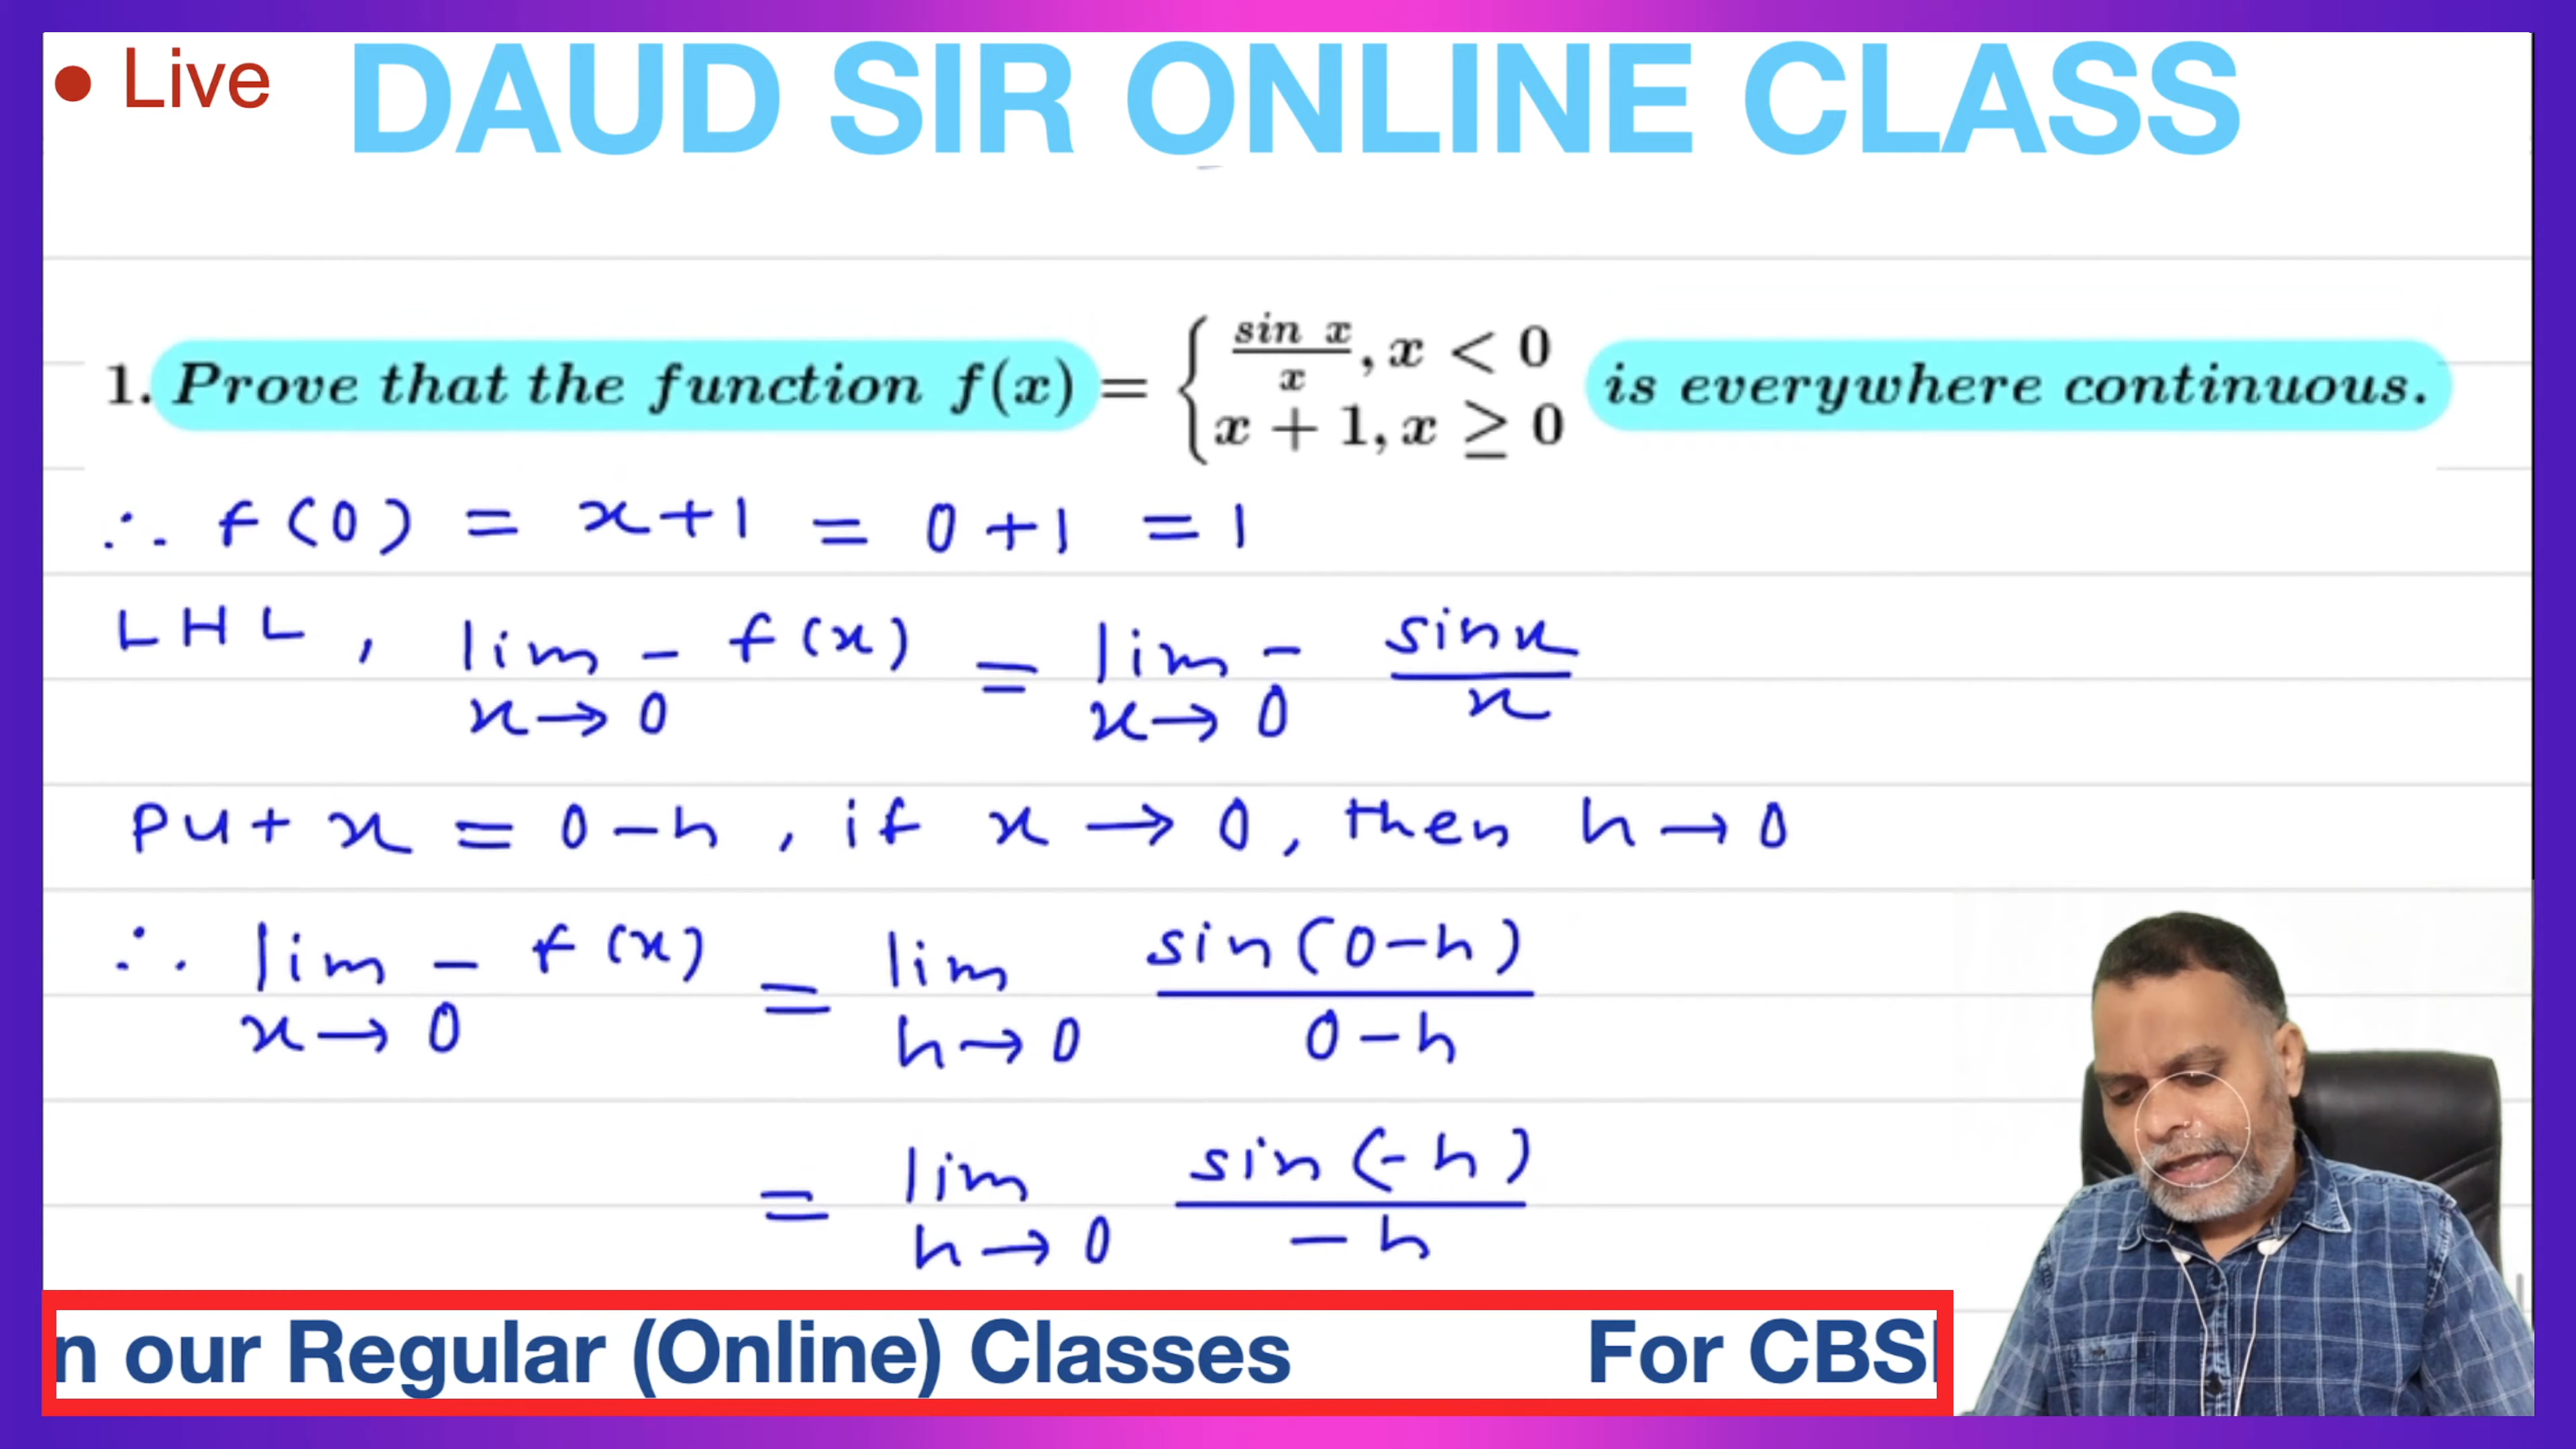 • Live DAUD SIR ONLINE CLASS
1. Prove that the function f(x) = { sin x / x, x < 0
x + 1, x ≥ 0 is everywhere continuous.
∴ f(0) = x+1 = 0+1 = 1
LHL, lim x→0 - f(x) = lim x→0 - sinx / x
Put x = 0-h, if x → 0, then h → 0
∴ lim x→0 - f(x) = lim h→0 sin(0-h) / 0-h
= lim h→0 sin(-h) / -h
n our Regular (Online) Classes For CBS